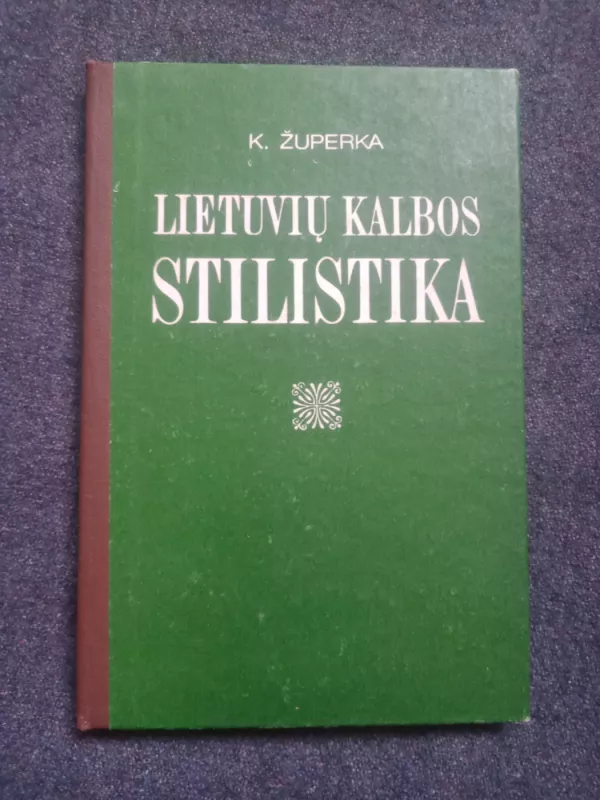 K. ŽUPERKA
LIETUVIŲ KALBOS
STILISTIKA